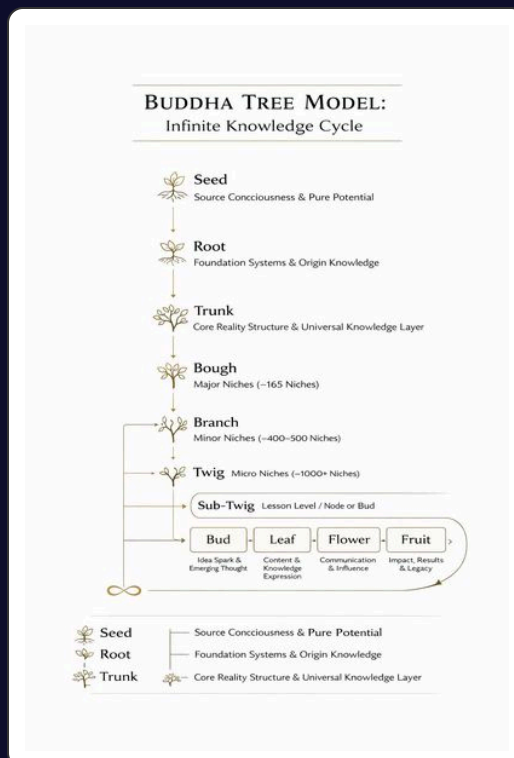 BUDDHA TREE MODEL:
Infinite Knowledge Cycle
Seed
Source Concciousness & Pure Potential
Root
Foundation Systems & Origin Knowledge
Trunk
Core Reality Structure & Universal Knowledge Layer
Bough
Major Niches (~165 Niches)
Branch
Minor Niches (~400–500 Niches)
Twig Micro Niches (~1000+ Niches)
Sub-Twig Lesson Level / Node or Bud
Bud Leaf Flower Fruit
Idea Spark & Content & Communication Impact, Results
Emerging Thought Knowledge & Influence & Legacy
Expression
Seed Source Concciousness & Pure Potential
Root Foundation Systems & Origin Knowledge
Trunk Core Reality Structure & Universal Knowledge Layer